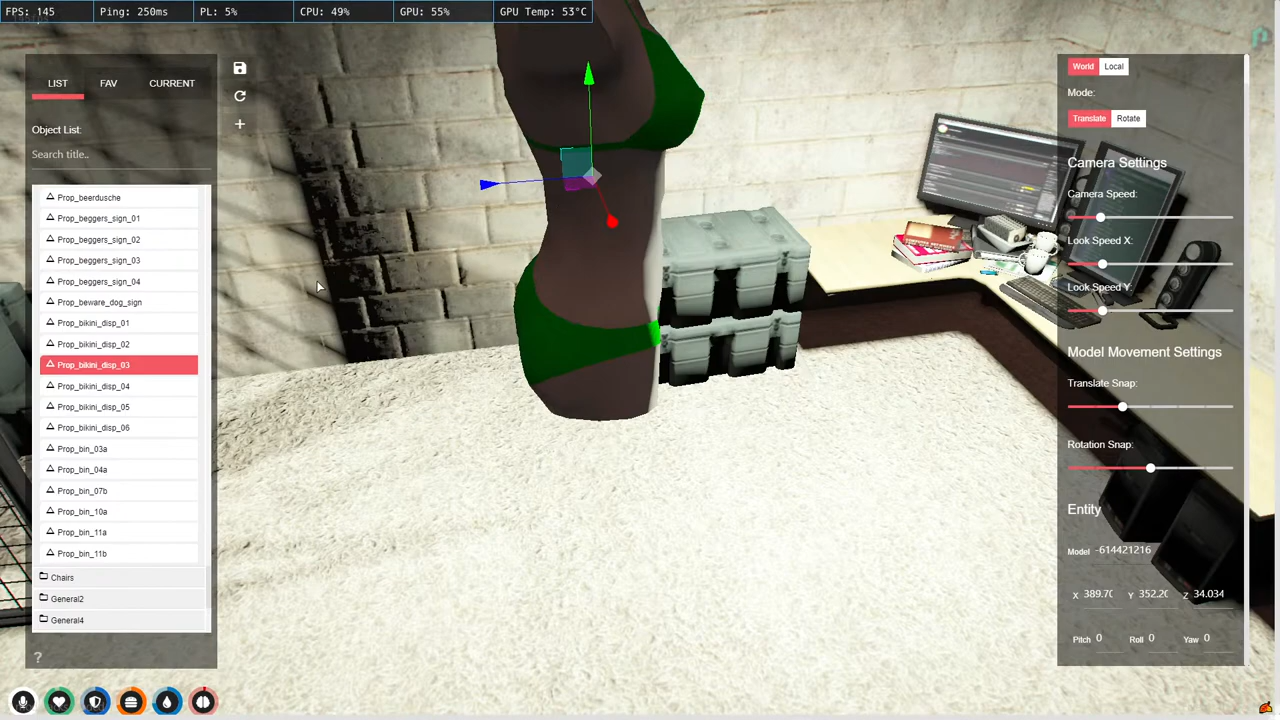 FPS: 145
Ping: 250ms
PL: 5%
CPU: 49%
GPU: 55%
GPU Temp: 53°C
LIST
FAV
CURRENT
Object List:
Search title..
Prop_beerdusche
Prop_beggers_sign_01
Prop_beggers_sign_02
Prop_beggers_sign_03
Prop_beggers_sign_04
Prop_beware_dog_sign
Prop_bikini_disp_01
Prop_bikini_disp_02
Prop_bikini_disp_03
Prop_bikini_disp_04
Prop_bikini_disp_05
Prop_bikini_disp_06
Prop_bin_03a
Prop_bin_04a
Prop_bin_07b
Prop_bin_10a
Prop_bin_11a
Prop_bin_11b
Chairs
General2
General4
?
World
Local
Mode:
Translate
Rotate
Camera Settings
Camera Speed:
Look Speed X:
Look Speed Y:
Model Movement Settings
Translate Snap:
Rotation Snap:
Entity
Model -614421216
X 389.70 Y 352.20 Z 34.034
Pitch 0 Roll 0 Yaw 0